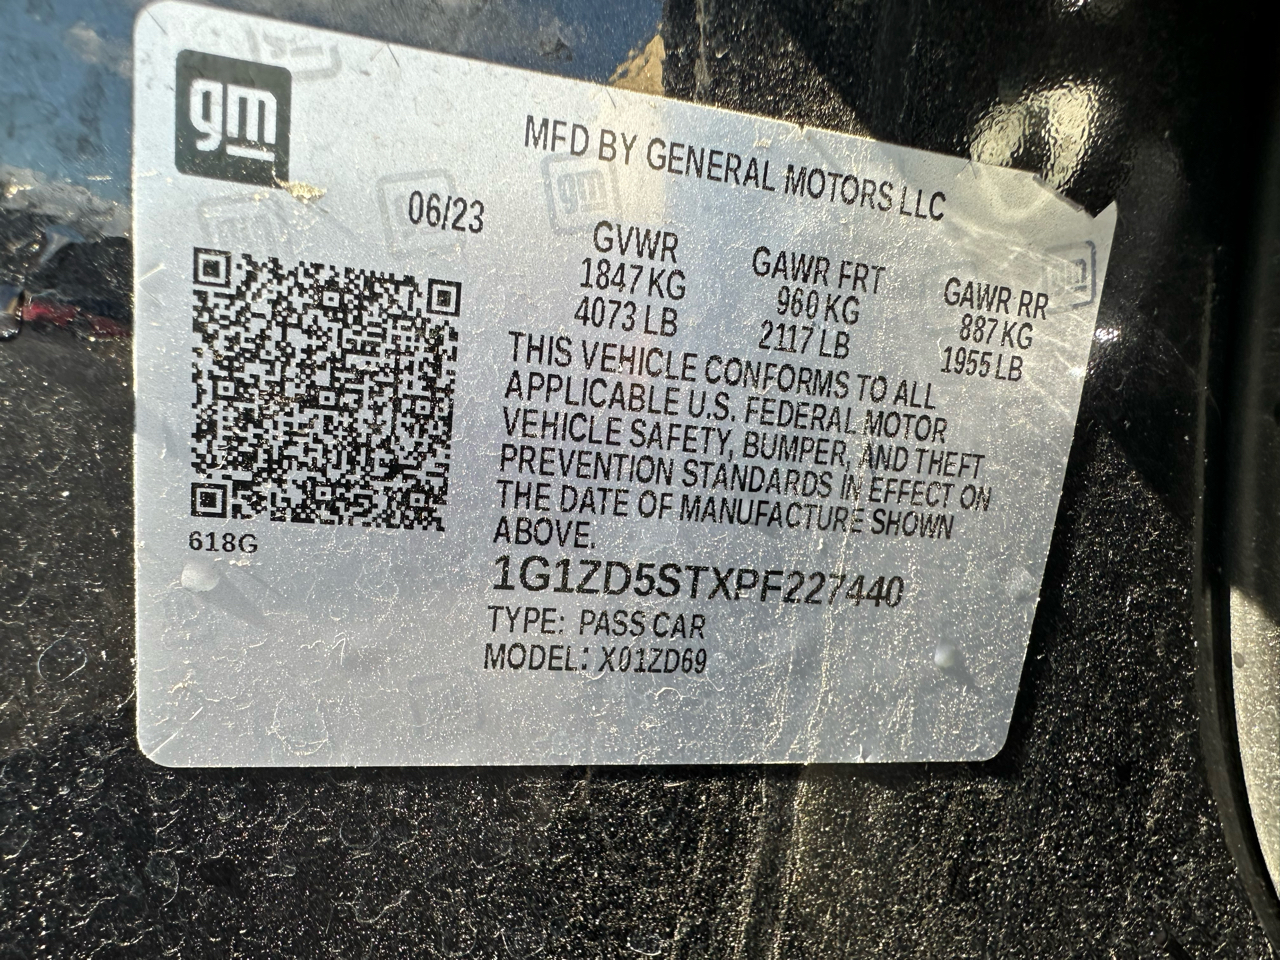 gm
MFD BY GENERAL MOTORS LLC
06/23
GVWR
1847 KG
4073 LB
GAWR FRT
960 KG
2117 LB
GAWR RR
887 KG
1955 LB
THIS VEHICLE CONFORMS TO ALL
APPLICABLE U.S. FEDERAL MOTOR
VEHICLE SAFETY, BUMPER, AND THEFT
PREVENTION STANDARDS IN EFFECT ON
THE DATE OF MANUFACTURE SHOWN
ABOVE.
618G
1G1ZD5STXPF227440
TYPE: PASS CAR
MODEL: X01ZD69